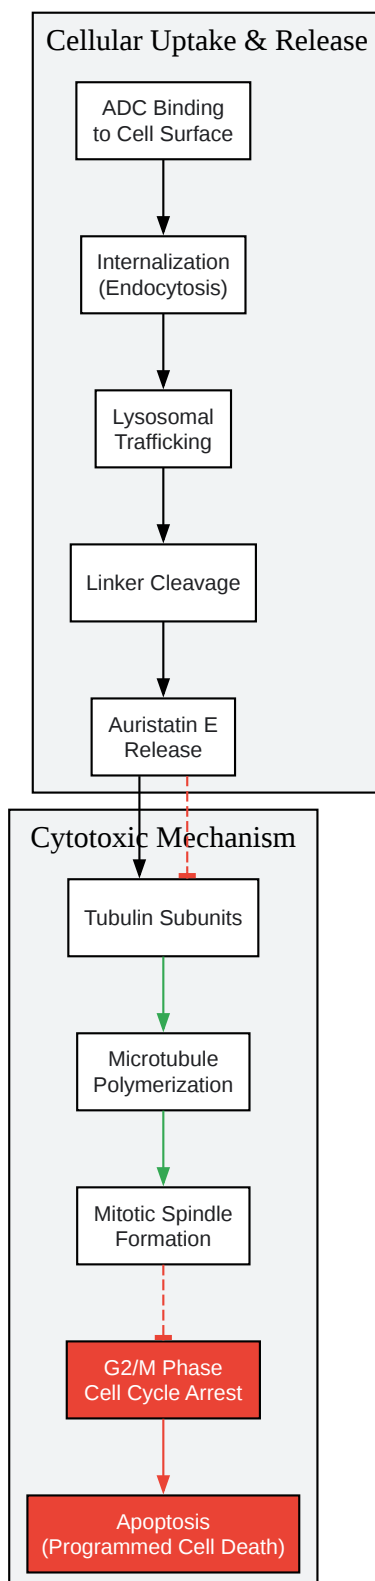 Cellular Uptake & Release
ADC Binding
to Cell Surface
Internalization
(Endocytosis)
Lysosomal
Trafficking
Linker Cleavage
Auristatin E
Release
Cytotoxic Mechanism
Tubulin Subunits
Microtubule
Polymerization
Mitotic Spindle
Formation
G2/M Phase
Cell Cycle Arrest
Apoptosis
(Programmed Cell Death)